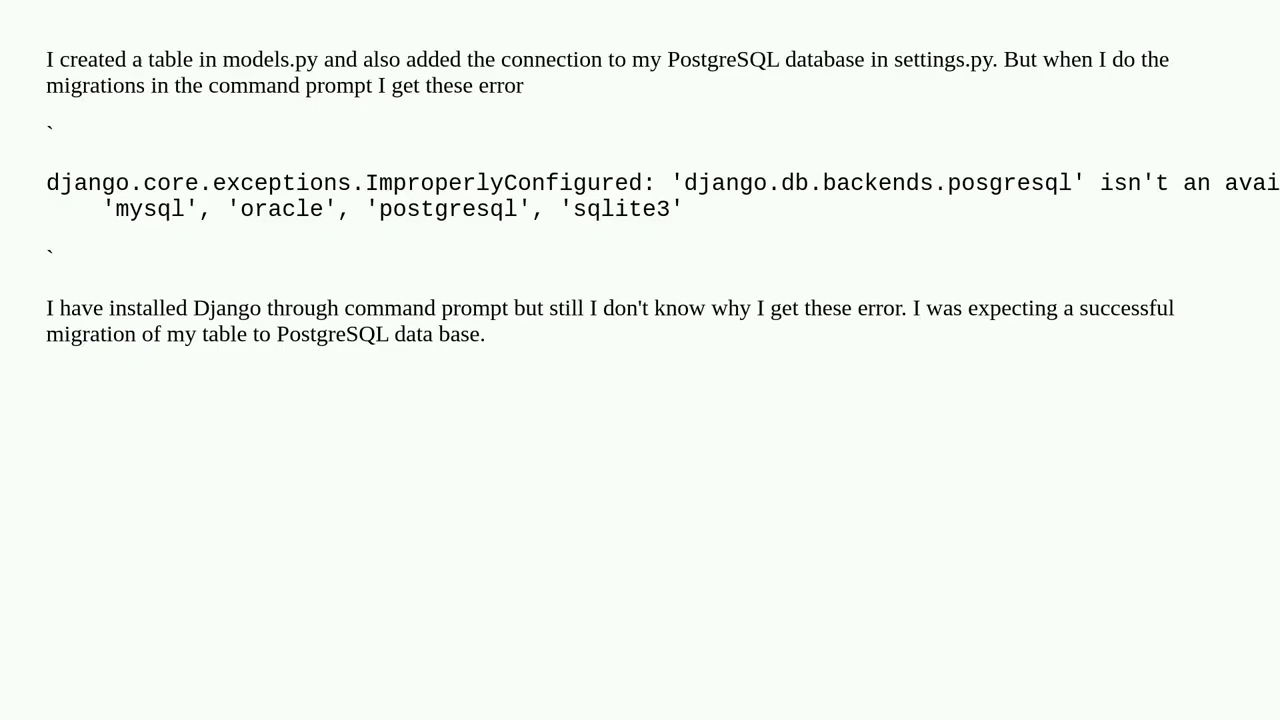 I created a table in models.py and also added the connection to my PostgreSQL database in settings.py. But when I do the
migrations in the command prompt I get these error
`
django.core.exceptions.ImproperlyConfigured: 'django.db.backends.posgresql' isn't an avai
'mysql', 'oracle', 'postgresql', 'sqlite3'
`
I have installed Django through command prompt but still I don't know why I get these error. I was expecting a successful
migration of my table to PostgreSQL data base.